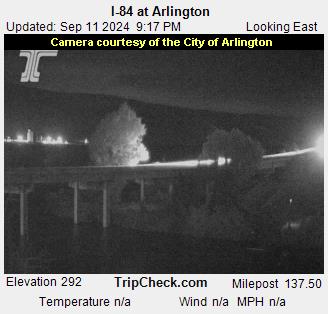 I-84 at Arlington
Updated: Sep 11 2024 9:17 PM Looking East
Camera courtesy of the City of Arlington
Elevation 292 TripCheck.com Milepost 137.50
Temperature n/a Wind n/a MPH n/a